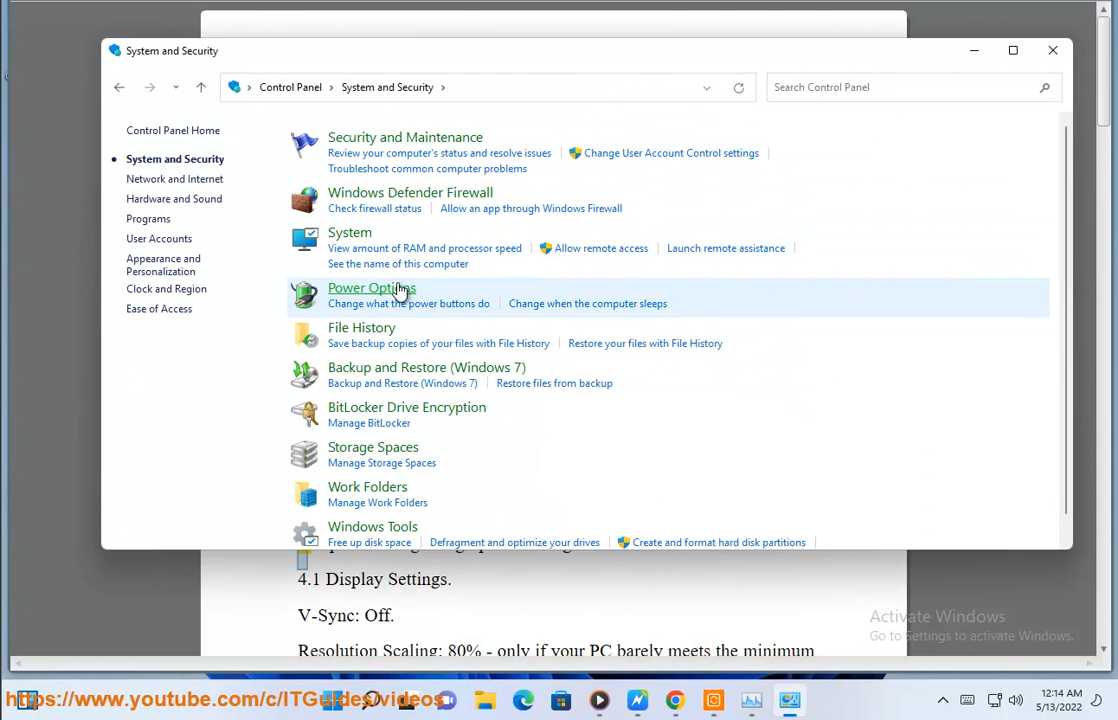 System and Security
Control Panel > System and Security >
Search Control Panel
Control Panel Home
System and Security
Network and Internet
Hardware and Sound
Programs
User Accounts
Appearance and
Personalization
Clock and Region
Ease of Access
Security and Maintenance
Review your computer's status and resolve issues
Change User Account Control settings
Troubleshoot common computer problems
Windows Defender Firewall
Check firewall status
Allow an app through Windows Firewall
System
View amount of RAM and processor speed
Allow remote access
Launch remote assistance
See the name of this computer
Power Options
Change what the power buttons do
Change when the computer sleeps
File History
Save backup copies of your files with File History
Restore your files with File History
Backup and Restore (Windows 7)
Backup and Restore (Windows 7)
Restore files from backup
BitLocker Drive Encryption
Manage BitLocker
Storage Spaces
Manage Storage Spaces
Work Folders
Manage Work Folders
Windows Tools
Free up disk space
Defragment and optimize your drives
Create and format hard disk partitions
4.1 Display Settings.
V-Sync: Off.
Resolution Scaling: 80% - only if your PC barely meets the minimum
Activate Windows
Go to Settings to activate Windows.
https://www.youtube.com/c/ITGuides/videos
12:14 AM
5/13/2022